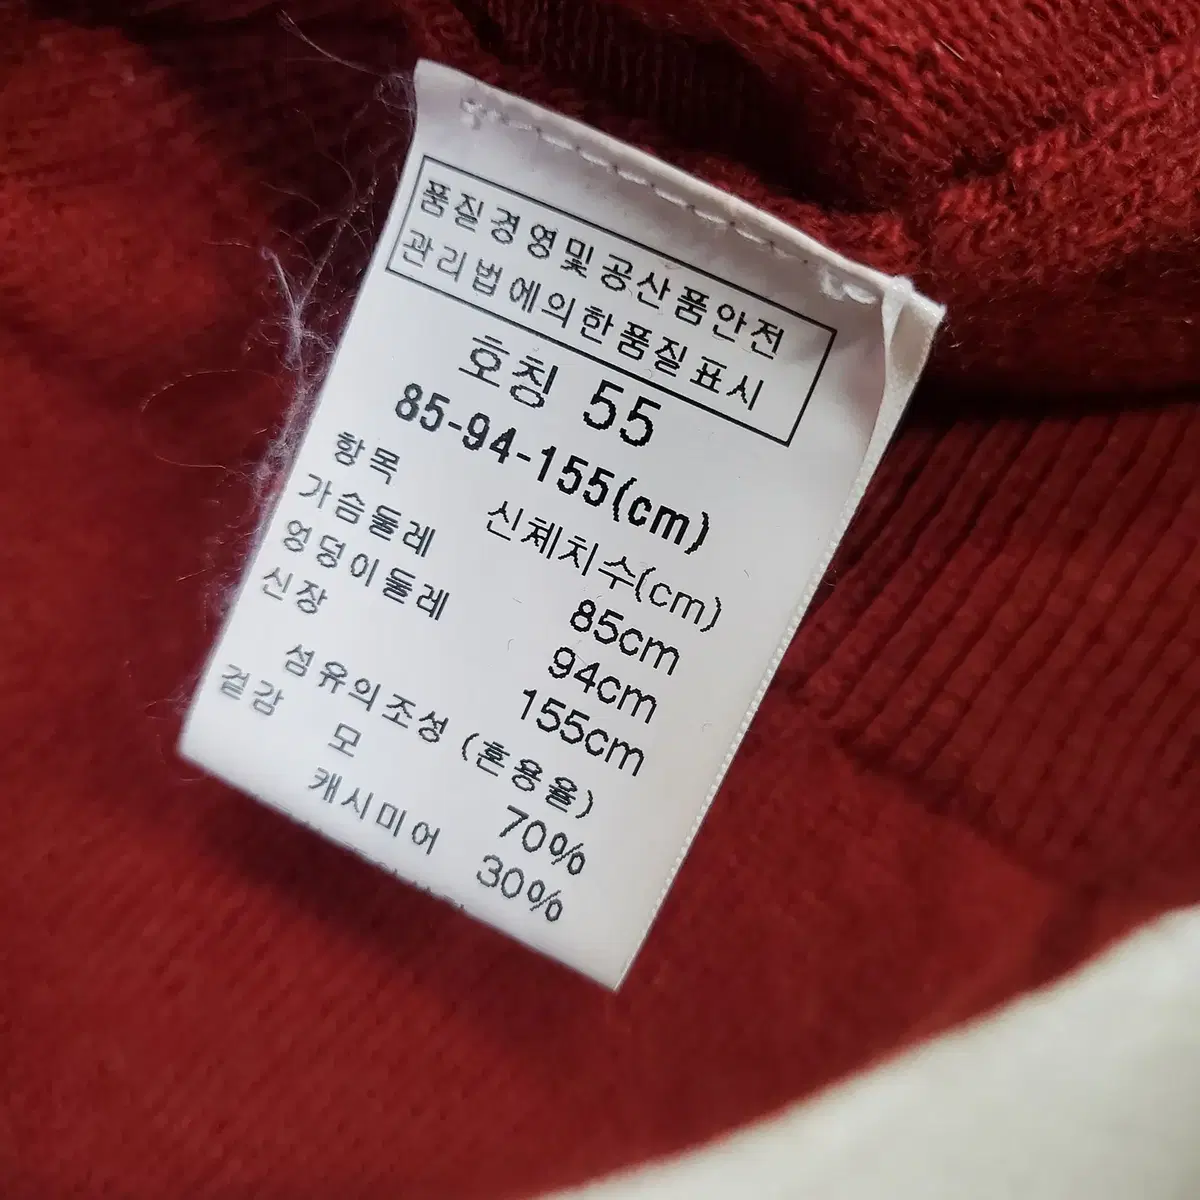 품질경영및공산품안전
관리법에의한품질표시
호칭 55
85-94-155(cm)
항목 신체치수(cm)
가슴둘레 85cm
엉덩이둘레 94cm
신장 155cm
섬유의조성 (혼용율)
겉감 모 70%
캐시미어 30%